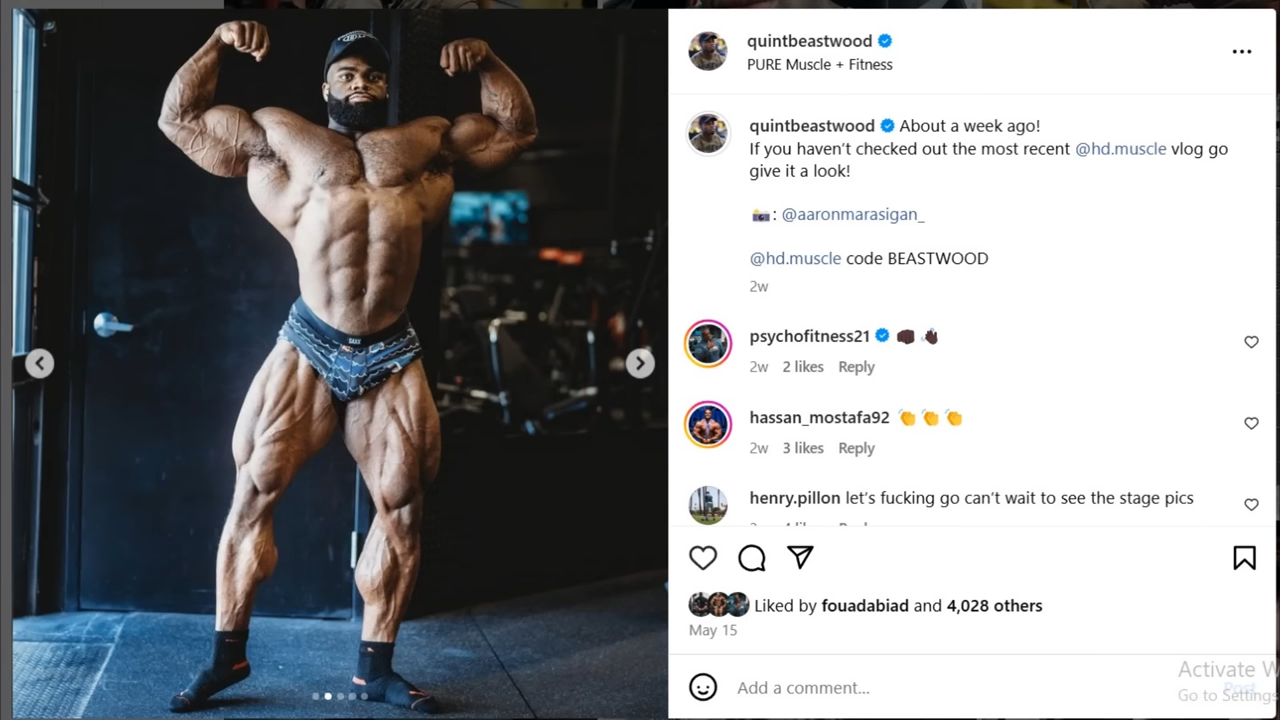 quintbeastwood
PURE Muscle + Fitness
quintbeastwood About a week ago!
If you haven't checked out the most recent @hd.muscle vlog go
give it a look!
: @aaronmarasigan_
@hd.muscle code BEASTWOOD
2w
psychofitness21
2w 2 likes Reply
hassan_mostafa92
2w 3 likes Reply
henry.pillon let's fucking go can't wait to see the stage pics
Liked by fouadabiad and 4,028 others
May 15
Add a comment...
Post
Activate W
Go to Settings
SAXX